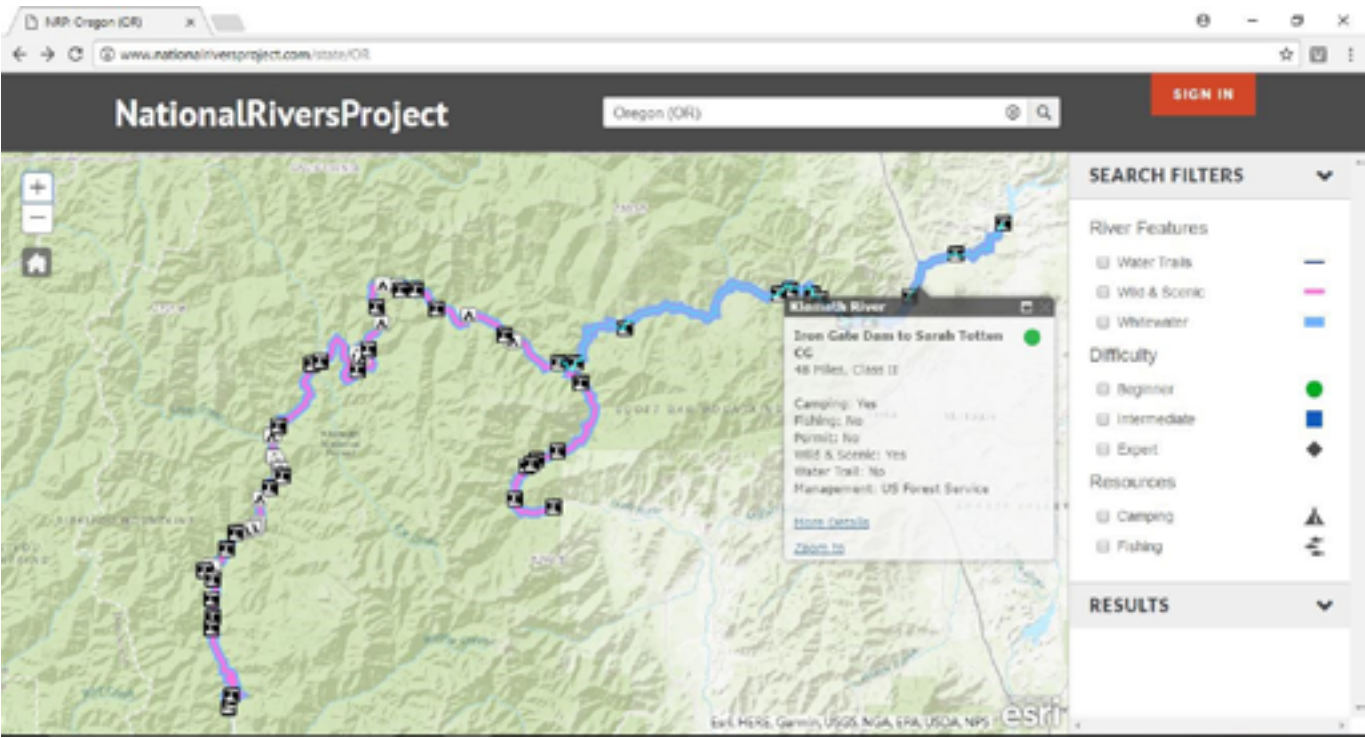 NRP: Oregon (OR)
www.nationalriversproject.com/state/OR
NationalRiversProject
Oregon (OR)
SIGN IN
SEARCH FILTERS
River Features
Water Trails
Wild & Scenic
Whitewater
Difficulty
Beginner
Intermediate
Expert
Resources
Camping
Fishing
RESULTS
Klamath River
Iron Gate Dam to Sarah Totten
CG
48 Miles, Class II
Camping: Yes
Fishing: No
Permit: No
Wild & Scenic: Yes
Water Trail: No
Management: US Forest Service
More Details
Zoom to
Esri, HERE, Garmin, USGS, NGA, EPA, USDA, NPS
esri